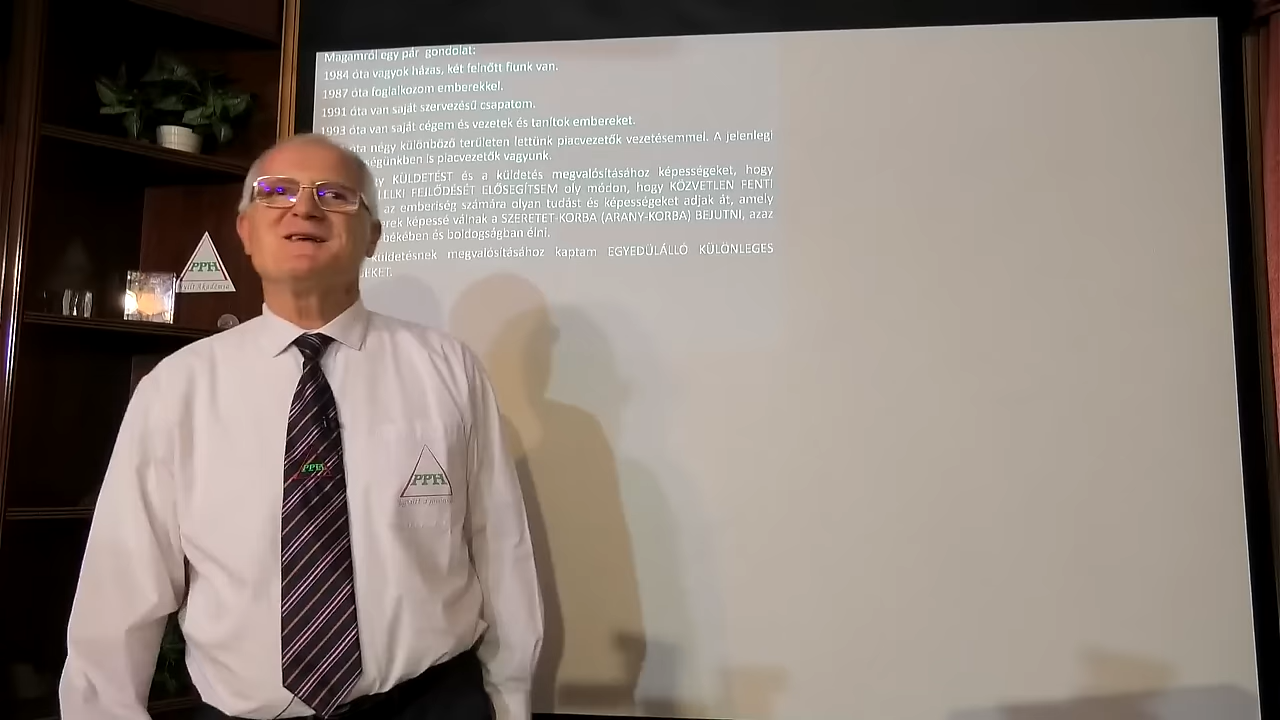 Magamról egy pár gondolat:
1984 óta vagyok házas, két felnőtt fiunk van.
1987 óta foglalkozom emberekkel.
1991 óta van saját szervezésű csapatom.
1993 óta van saját cégem és vezetek és tanítok embereket.
óta négy különböző területen lettünk piacvezetők vezetésemmel. A jelenlegi
is piacvezetők vagyunk.
KÜLDETÉST és a küldetés megvalósításához képességeket, hogy
LELKI FEJLŐDÉSÉT ELŐSEGÍTSEM oly módon, hogy KÖZVETLEN FENTI
az emberiség számára olyan tudást és képességeket adjak át, amely
képessé válnak a SZERETET-KORBA (ARANY-KORBA) BEJUTNI, azaz
békében és boldogságban élni.
küldetésnek megvalósításához kaptam EGYEDÜLÁLLÓ KÜLÖNLEGES
PPH
PPH
PPH